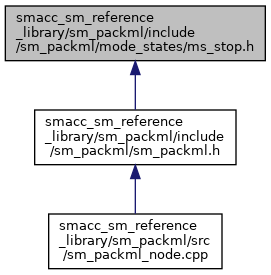 smacc_sm_reference
_library/sm_packml/include
/sm_packml/mode_states/ms_stop.h
smacc_sm_reference
_library/sm_packml/include
/sm_packml/sm_packml.h
smacc_sm_reference
_library/sm_packml/src
/sm_packml_node.cpp